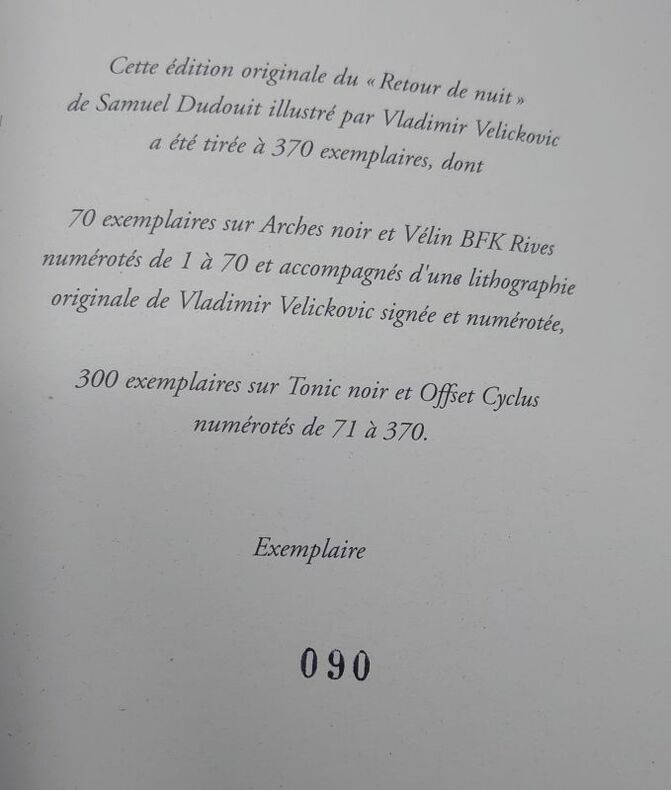 Cette édition originale du « Retour de nuit »
de Samuel Dudouit illustré par Vladimir Velickovic
a été tirée à 370 exemplaires, dont
70 exemplaires sur Arches noir et Vélin BFK Rives
numérotés de 1 à 70 et accompagnés d'une lithographie
originale de Vladimir Velickovic signée et numérotée,
300 exemplaires sur Tonic noir et Offset Cyclus
numérotés de 71 à 370.
Exemplaire
090